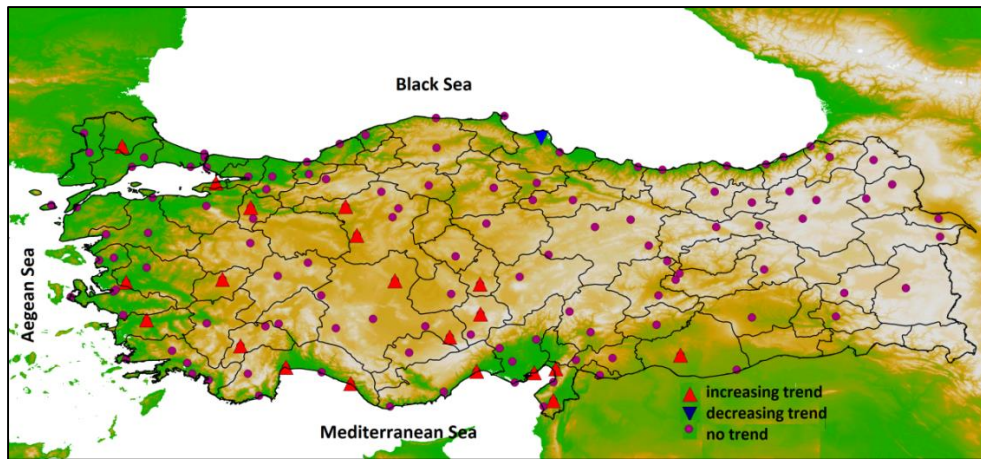 Black Sea
Aegean Sea
increasing trend
decreasing trend
no trend
Mediterranean Sea